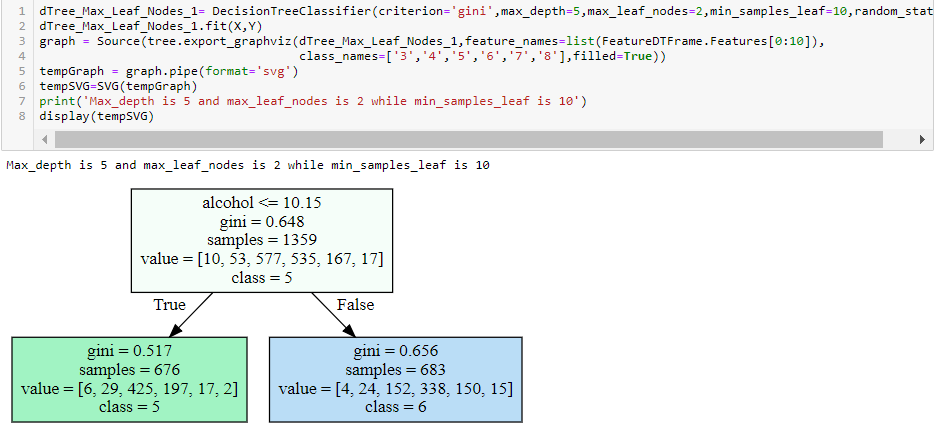 1 dTree_Max_Leaf_Nodes_1= DecisionTreeClassifier(criterion='gini',max_depth=5,max_leaf_nodes=2,min_samples_leaf=10,random_stat
2 dTree_Max_Leaf_Nodes_1.fit(X,Y)
3 graph = Source(tree.export_graphviz(dTree_Max_Leaf_Nodes_1,feature_names=list(FeatureDTFrame.Features[0:10]),
4 class_names=['3','4','5','6','7','8'],filled=True))
5 tempGraph = graph.pipe(format='svg')
6 tempSVG=SVG(tempGraph)
7 print('Max_depth is 5 and max_leaf_nodes is 2 while min_samples_leaf is 10')
8 display(tempSVG)
Max_depth is 5 and max_leaf_nodes is 2 while min_samples_leaf is 10
alcohol <= 10.15
gini = 0.648
samples = 1359
value = [10, 53, 577, 535, 167, 17]
class = 5
True
False
gini = 0.517
samples = 676
value = [6, 29, 425, 197, 17, 2]
class = 5
gini = 0.656
samples = 683
value = [4, 24, 152, 338, 150, 15]
class = 6